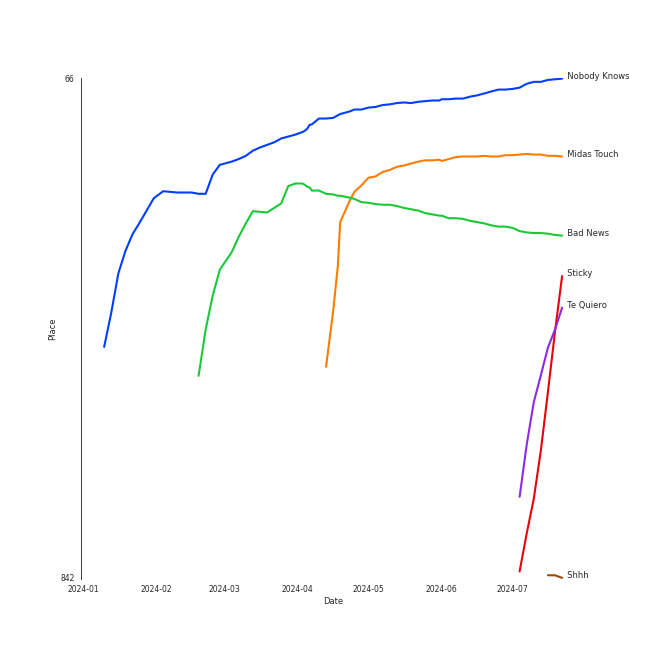 66
Nobody Knows
Midas Touch
Bad News
Sticky
Te Quiero
Place
842
Shhh
2024-01 2024-02 2024-03 2024-04 2024-05 2024-06 2024-07
Date